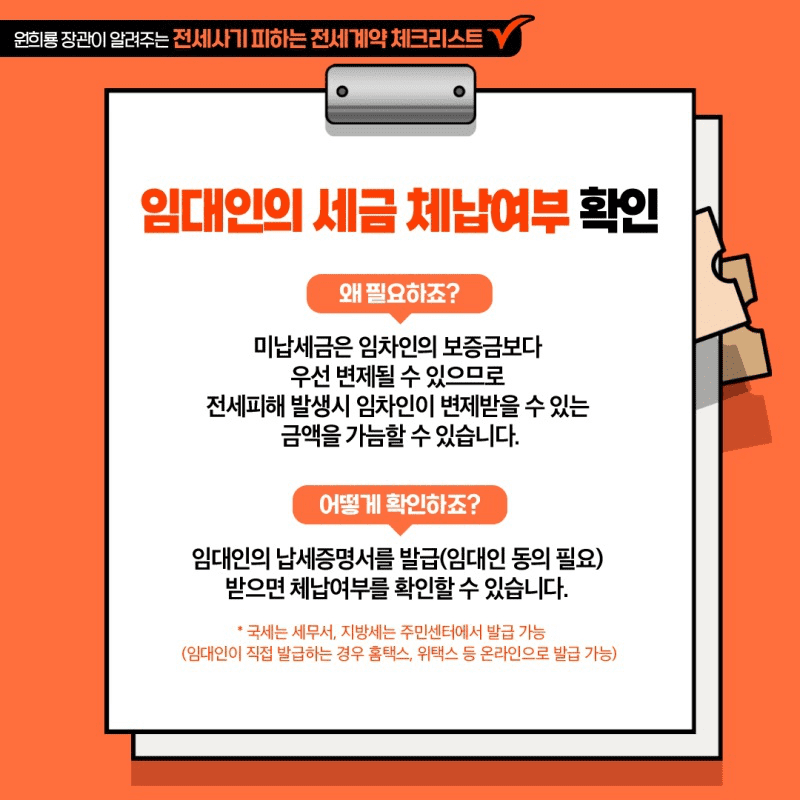 원희룡 장관이 알려주는 전세사기 피하는 전세계약 체크리스트
임대인의 세금 체납여부 확인
왜 필요하죠?
미납세금은 임차인의 보증금보다
우선 변제될 수 있으므로
전세피해 발생시 임차인이 변제받을 수 있는
금액을 가늠할 수 있습니다.
어떻게 확인하죠?
임대인의 납세증명서를 발급(임대인 동의 필요)
받으면 체납여부를 확인할 수 있습니다.
* 국세는 세무서, 지방세는 주민센터에서 발급 가능
(임대인이 직접 발급하는 경우 홈택스, 위택스 등 온라인으로 발급 가능)